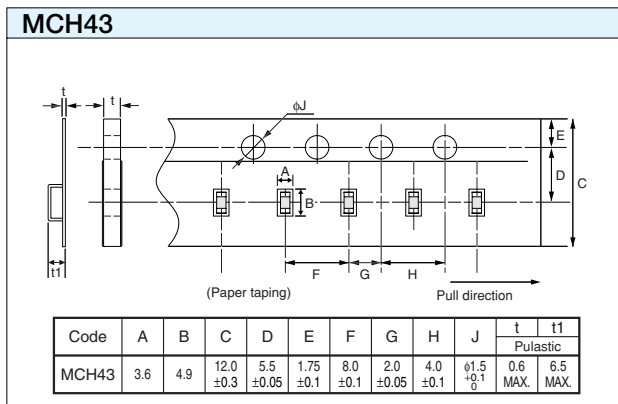 MCH43
t
t
ϕJ
E
A
D
C
B
t1
F
G
H
(Paper taping)
Pull direction
Code A B C D E F G H J t t1
Pulastic
MCH43 3.6 4.9 12.0 ±0.3 5.5 ±0.05 1.75 ±0.1 8.0 ±0.1 2.0 ±0.05 4.0 ±0.1 ϕ1.5 +0.1 0 0.6 MAX. 6.5 MAX.